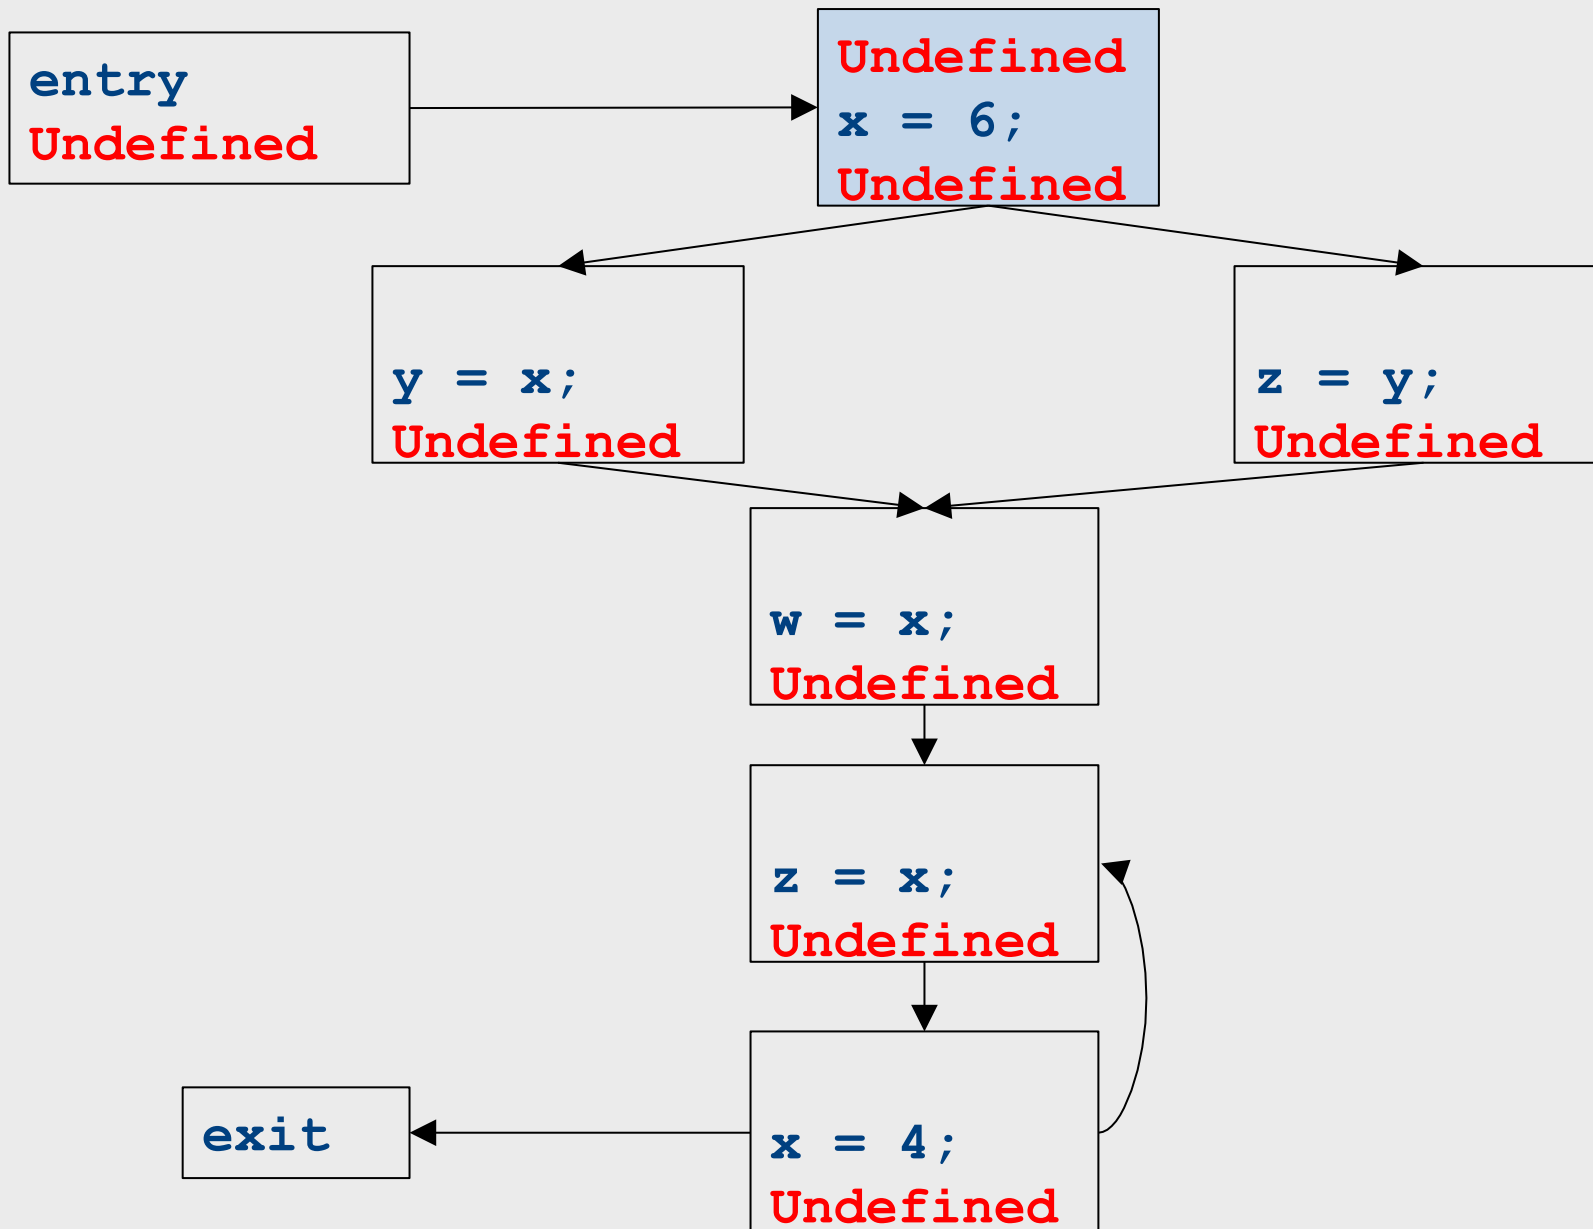 entry
Undefined
Undefined
x = 6;
Undefined
y = x;
Undefined
z = y;
Undefined
w = x;
Undefined
z = x;
Undefined
exit
x = 4;
Undefined